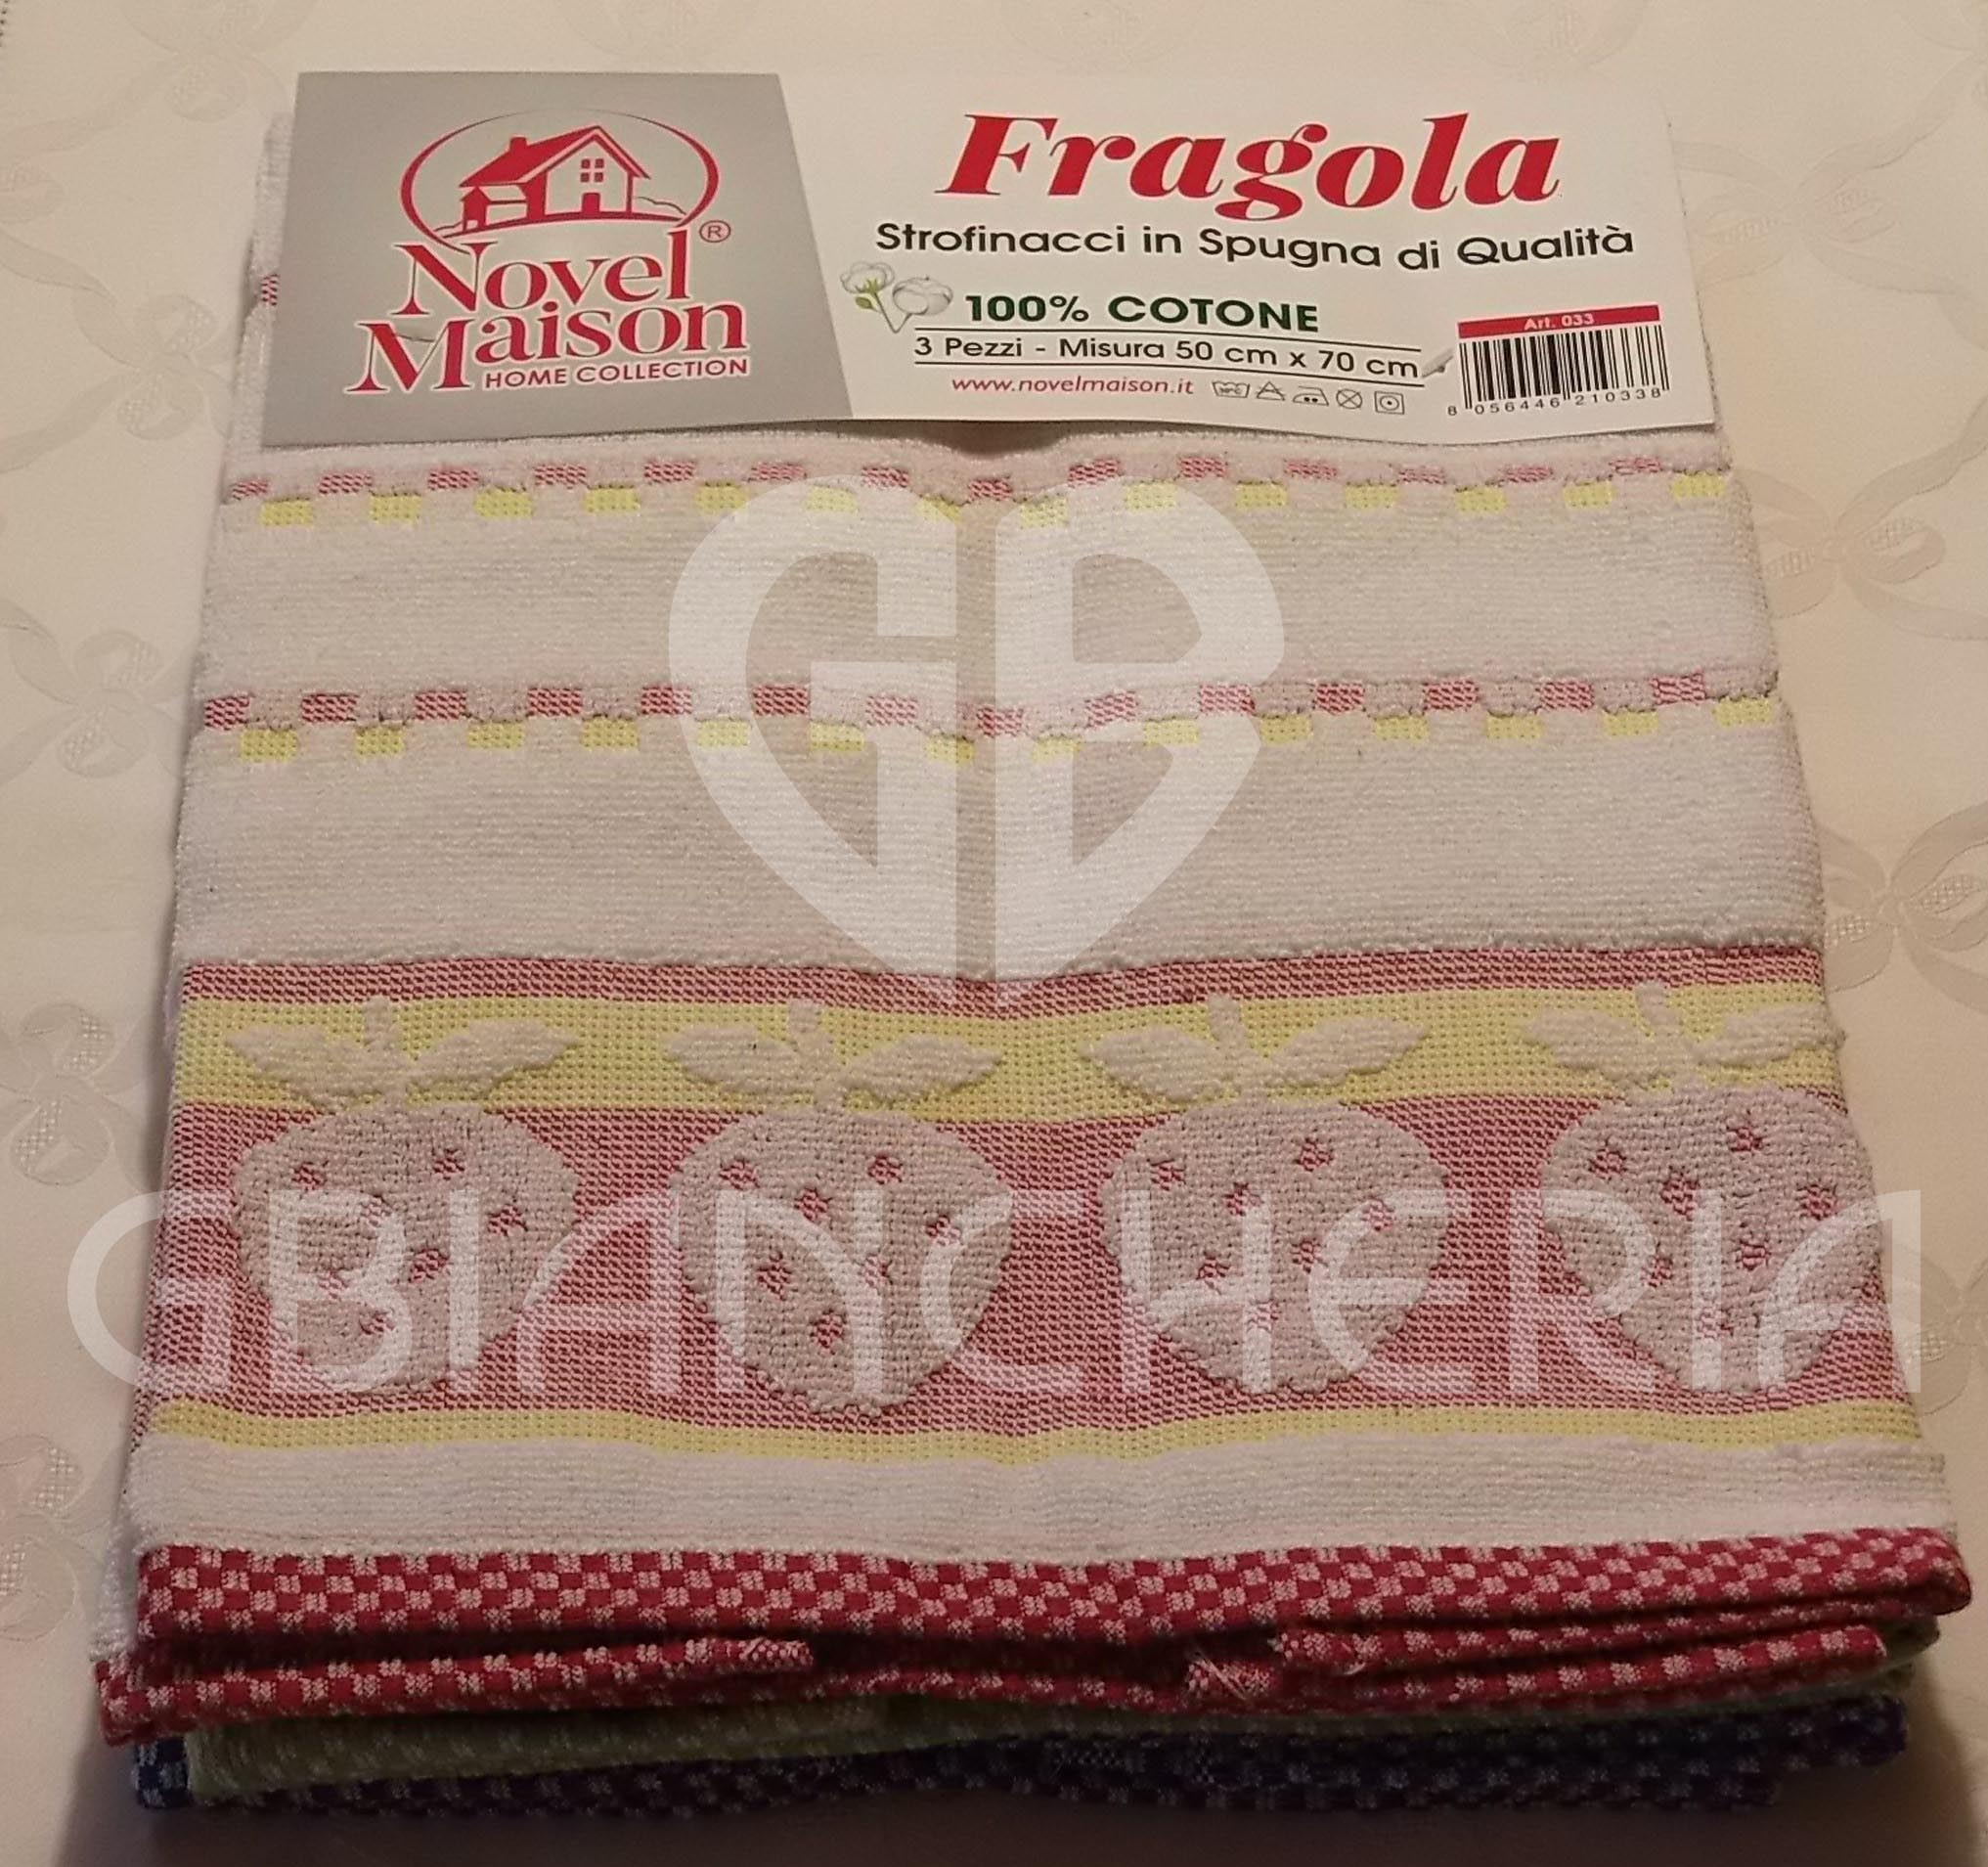 Novel
Maison
HOME COLLECTION
®
Fragola
Strofinacci in Spugna di Qualità
100% COTONE
3 Pezzi - Misura 50 cm x 70 cm
www.novelmaison.it
Art. 033
8 056446 210338
GB
GBIANCHERIA